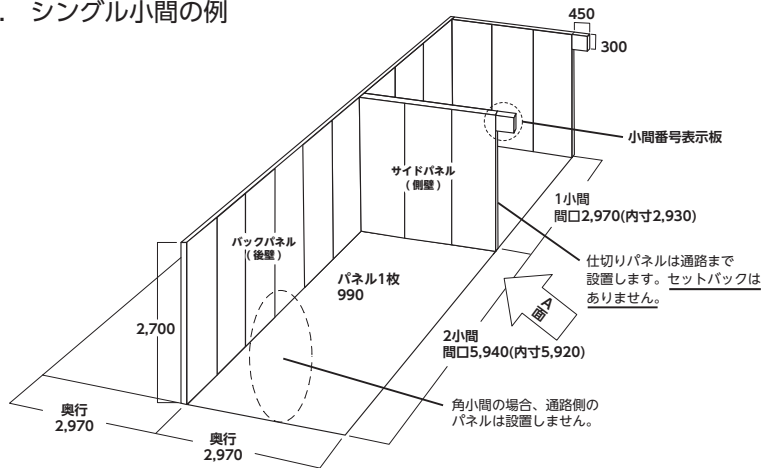 . シングル小間の例
450
300
小間番号表示板
サイドパネル
(側壁)
1小間
間口2,970(内寸2,930)
バックパネル
(後壁)
仕切りパネルは通路まで
設置します。セットバックは
ありません。
パネル1枚
990
A面
2,700
2小間
間口5,940(内寸5,920)
角小間の場合、通路側の
パネルは設置しません。
奥行
2,970
奥行
2,970